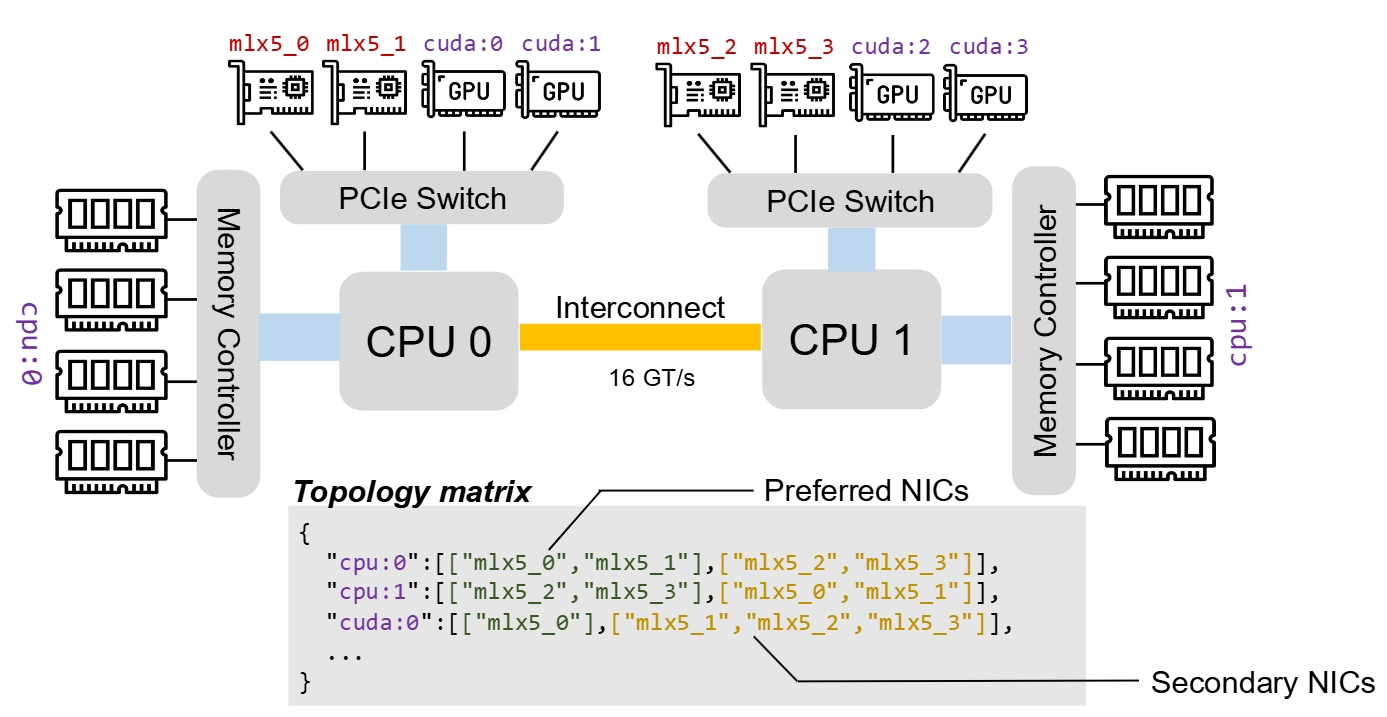 mlx5_0 mlx5_1 cuda:0 cuda:1
mlx5_2 mlx5_3 cuda:2 cuda:3
GPU GPU
GPU GPU
PCIe Switch
PCIe Switch
cpu:0
Memory Controller
CPU 0
Interconnect
16 GT/s
CPU 1
Memory Controller
cpu:1
Topology matrix
Preferred NICs
{
"cpu:0":[["mlx5_0","mlx5_1"],["mlx5_2","mlx5_3"]],
"cpu:1":[["mlx5_2","mlx5_3"],["mlx5_0","mlx5_1"]],
"cuda:0":[["mlx5_0"],["mlx5_1","mlx5_2","mlx5_3"]],
...
}
Secondary NICs